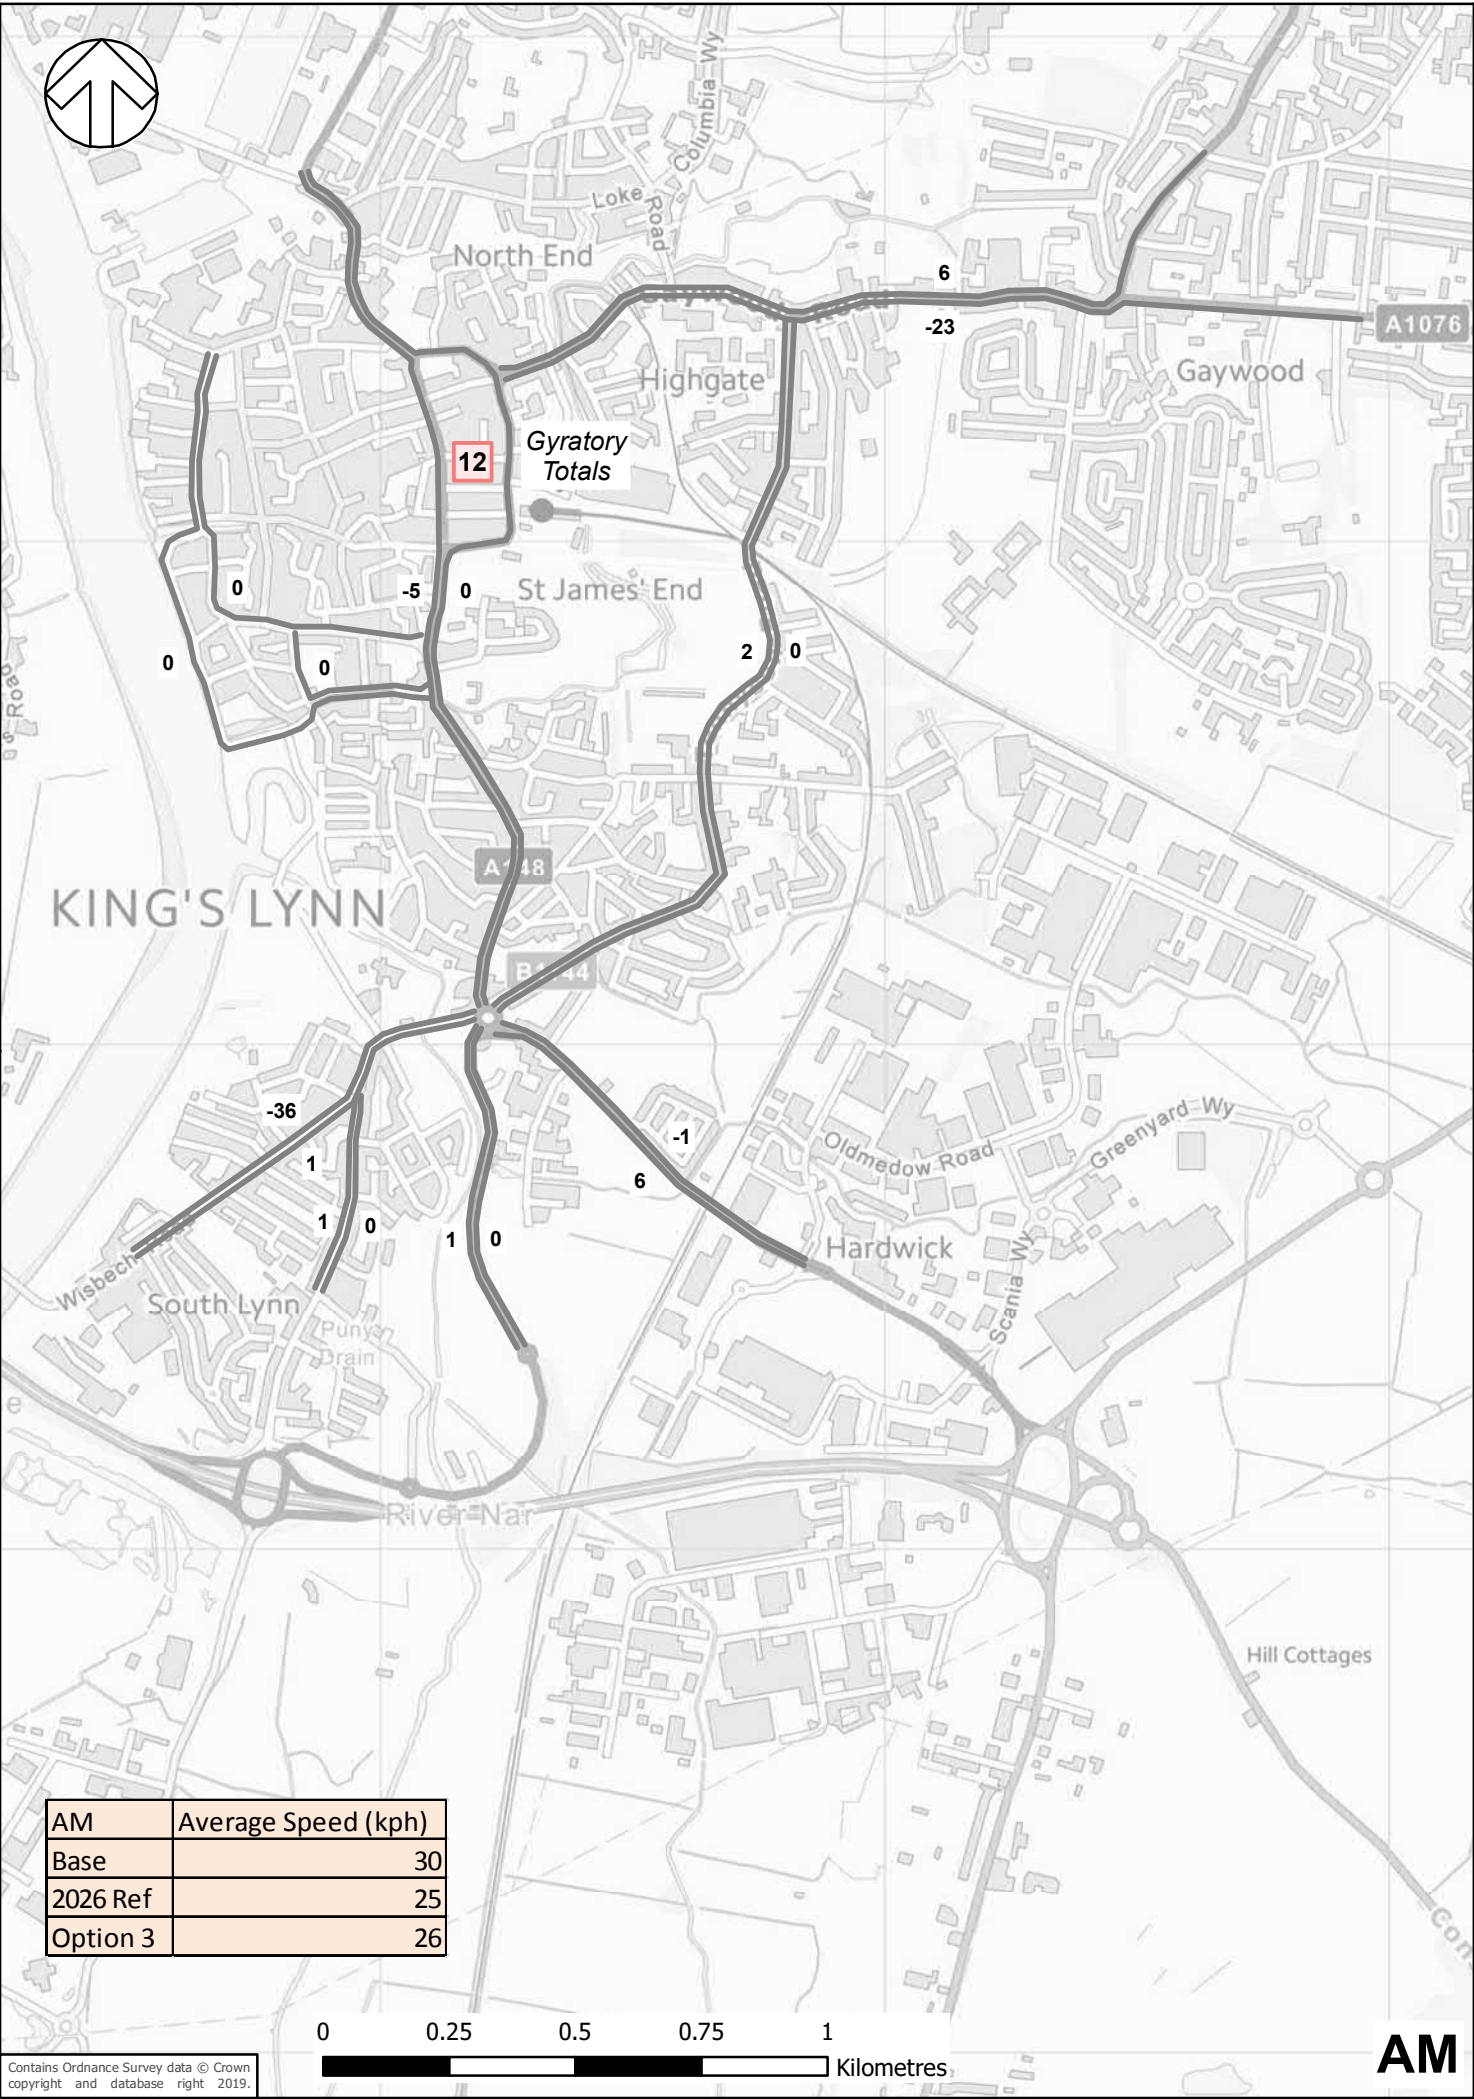 Columbia Wy
Loke Road
North End
6
-23
A1076
Gaywood
Highgate
12
Gyratory
Totals
0
-5
0
St James' End
0
0
2
0
KING'S LYNN
-36
1
1
0
1
0
-1
6
Oldmedow Road
Greenyard Wy
Scania Wy
Hardwick
Wisbech
South Lynn
Puny
Drain
River Nar
Hill Cottages
AM Average Speed (kph)
Base 30
2026 Ref 25
Option 3 26
0 0.25 0.5 0.75 1
Kilometres
AM
Contains Ordnance Survey data © Crown
copyright and database right 2019.